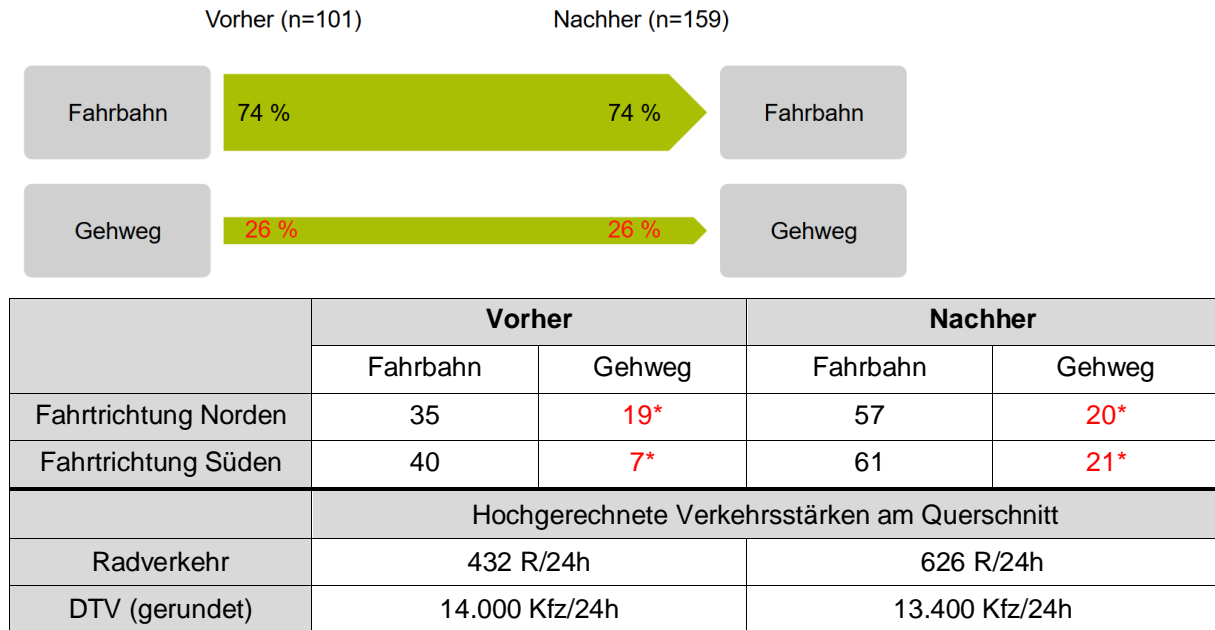 Vorher (n=101) Nachher (n=159)
Fahrbahn 74 % 74 % Fahrbahn
Gehweg 26 % 26 % Gehweg
Vorher Nachher
Fahrbahn Gehweg Fahrbahn Gehweg
Fahrtrichtung Norden 35 19* 57 20*
Fahrtrichtung Süden 40 7* 61 21*
Hochgerechnete Verkehrsstärken am Querschnitt
Radverkehr 432 R/24h 626 R/24h
DTV (gerundet) 14.000 Kfz/24h 13.400 Kfz/24h